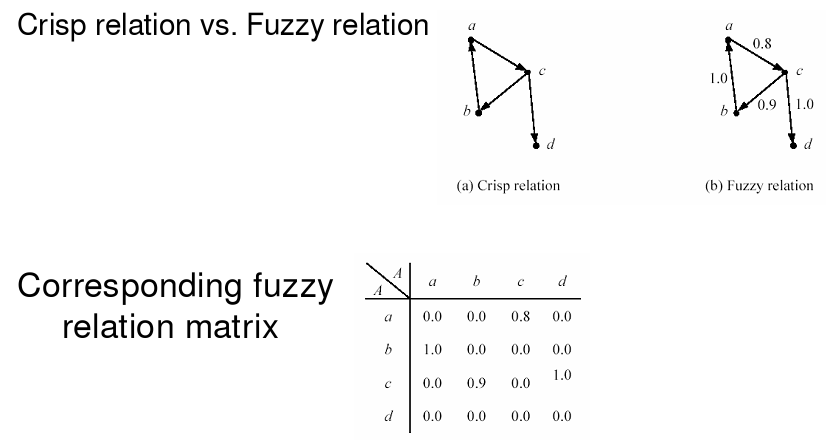 Crisp relation vs. Fuzzy relation
a
c
b
d
(a) Crisp relation
a
0.8
c
1.0
b
0.9
1.0
d
(b) Fuzzy relation
Corresponding fuzzy
relation matrix
A
A
a b c d
a 0.0 0.0 0.8 0.0
b 1.0 0.0 0.0 0.0
c 0.0 0.9 0.0 1.0
d 0.0 0.0 0.0 0.0